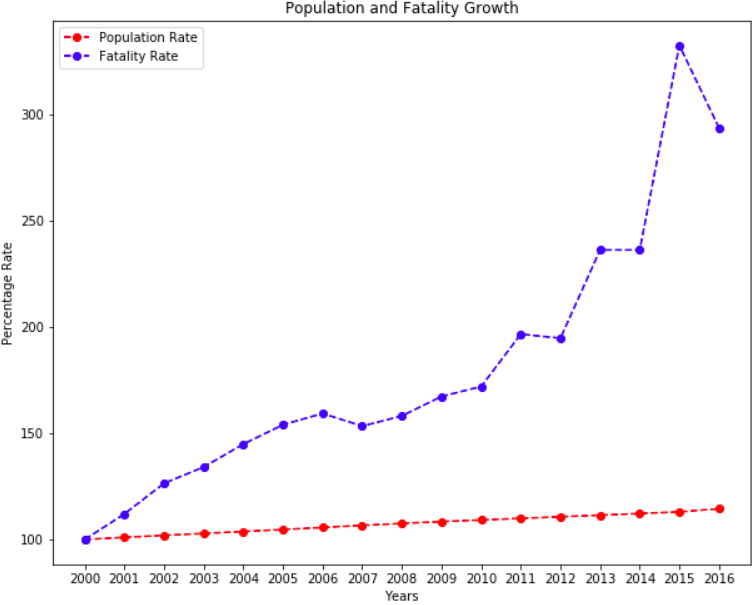 Population and Fatality Growth
Population Rate
Fatality Rate
300
250
200
150
100
Percentage Rate
2000 2001 2002 2003 2004 2005 2006 2007 2008 2009 2010 2011 2012 2013 2014 2015 2016
Years